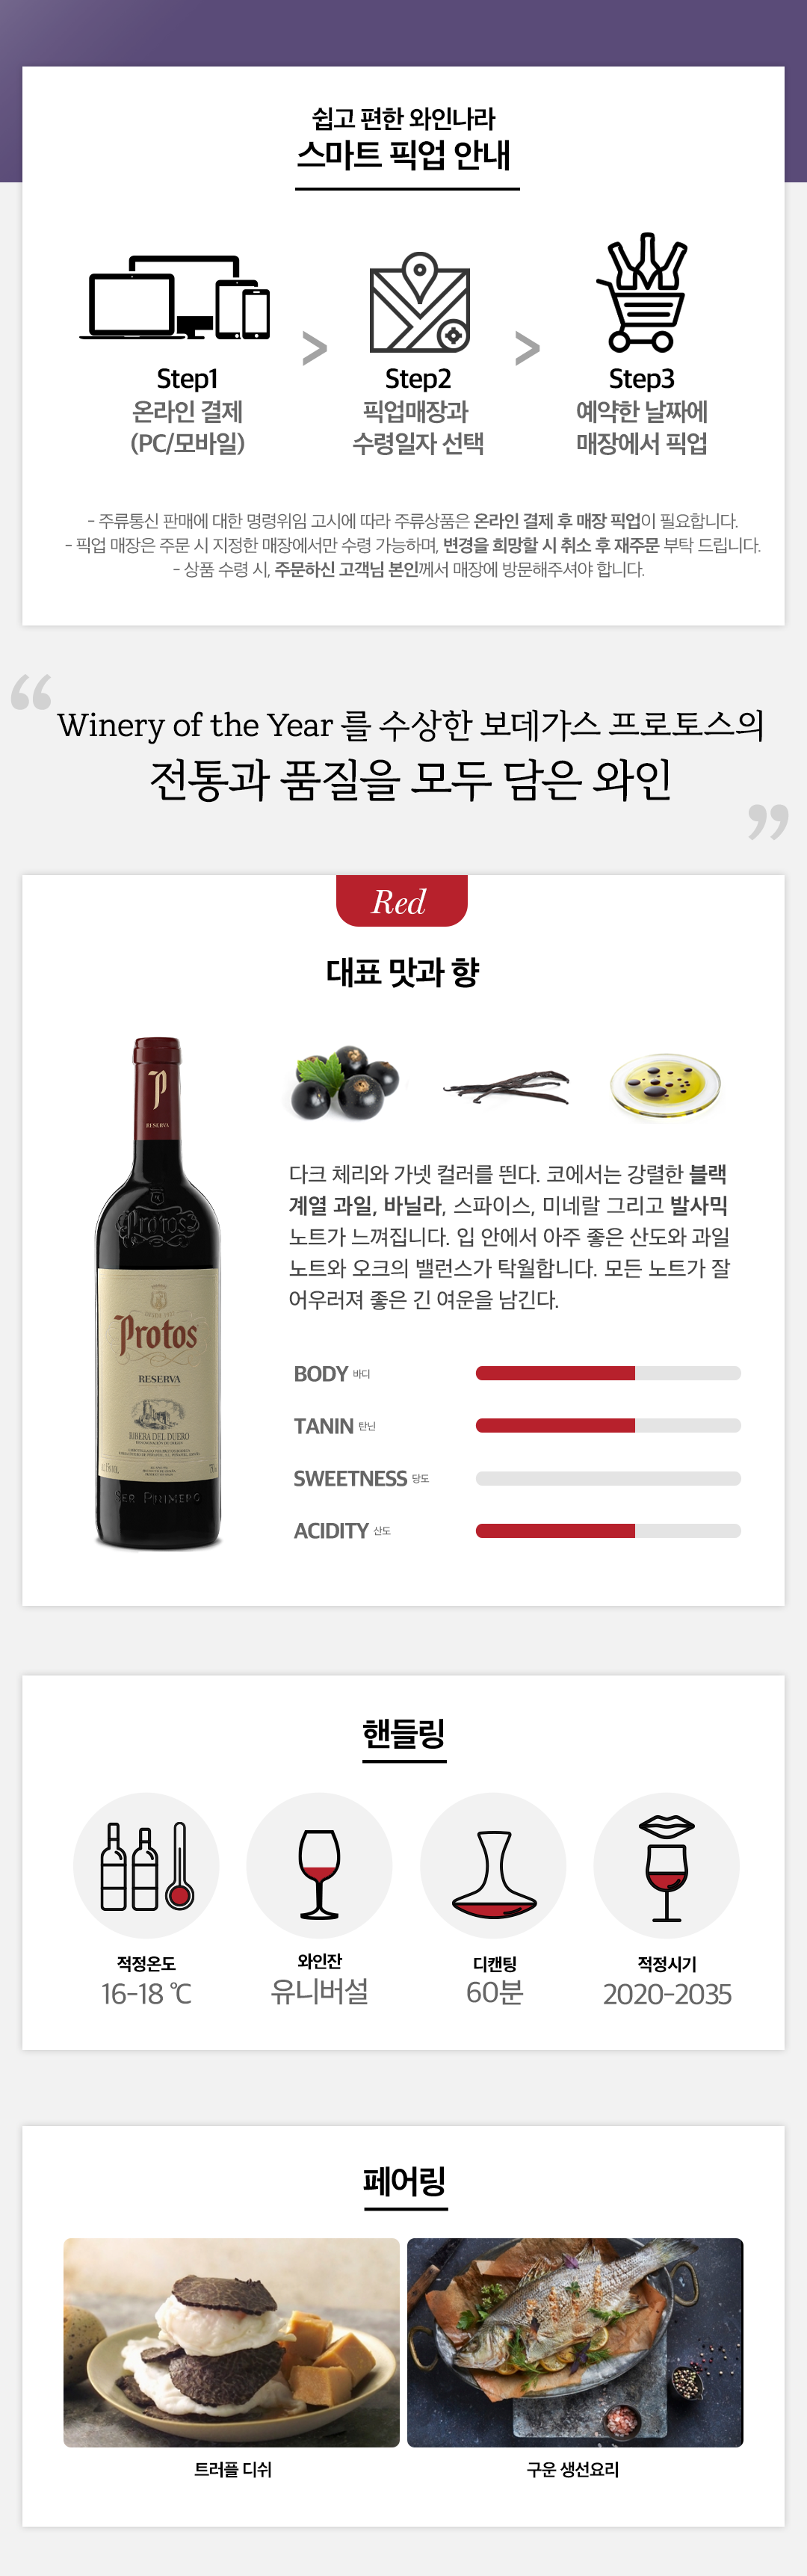 쉽고 편한 와인나라
스마트 픽업 안내
Step1
온라인 결제
(PC/모바일)
>
Step2
픽업매장과
수령일자 선택
>
Step3
예약한 날짜에
매장에서 픽업
- 주류통신 판매에 대한 명령위임 고시에 따라 주류상품은 온라인 결제 후 매장 픽업이 필요합니다.
- 픽업 매장은 주문 시 지정한 매장에서만 수령 가능하며, 변경을 희망할 시 취소 후 재주문 부탁 드립니다.
- 상품 수령 시, 주문하신 고객님 본인께서 매장에 방문해주셔야 합니다.
“
Winery of the Year 를 수상한 보데가스 프로토스의
전통과 품질을 모두 담은 와인
”
Red
대표 맛과 향
P
RESERVA
Protos
Protos
RESERVA
RIBERA DEL DUERO
SER PRIMERO
다크 체리와 가넷 컬러를 띈다. 코에서는 강렬한 블랙
계열 과일, 바닐라, 스파이스, 미네랄 그리고 발사믹
노트가 느껴집니다. 입 안에서 아주 좋은 산도와 과일
노트와 오크의 밸런스가 탁월합니다. 모든 노트가 잘
어우러져 좋은 긴 여운을 남긴다.
BODY 바디
TANIN 탄닌
SWEETNESS 당도
ACIDITY 산도
핸들링
적정온도
16-18 ℃
와인잔
유니버설
디캔팅
60분
적정시기
2020-2035
페어링
트러플 디쉬
구운 생선요리